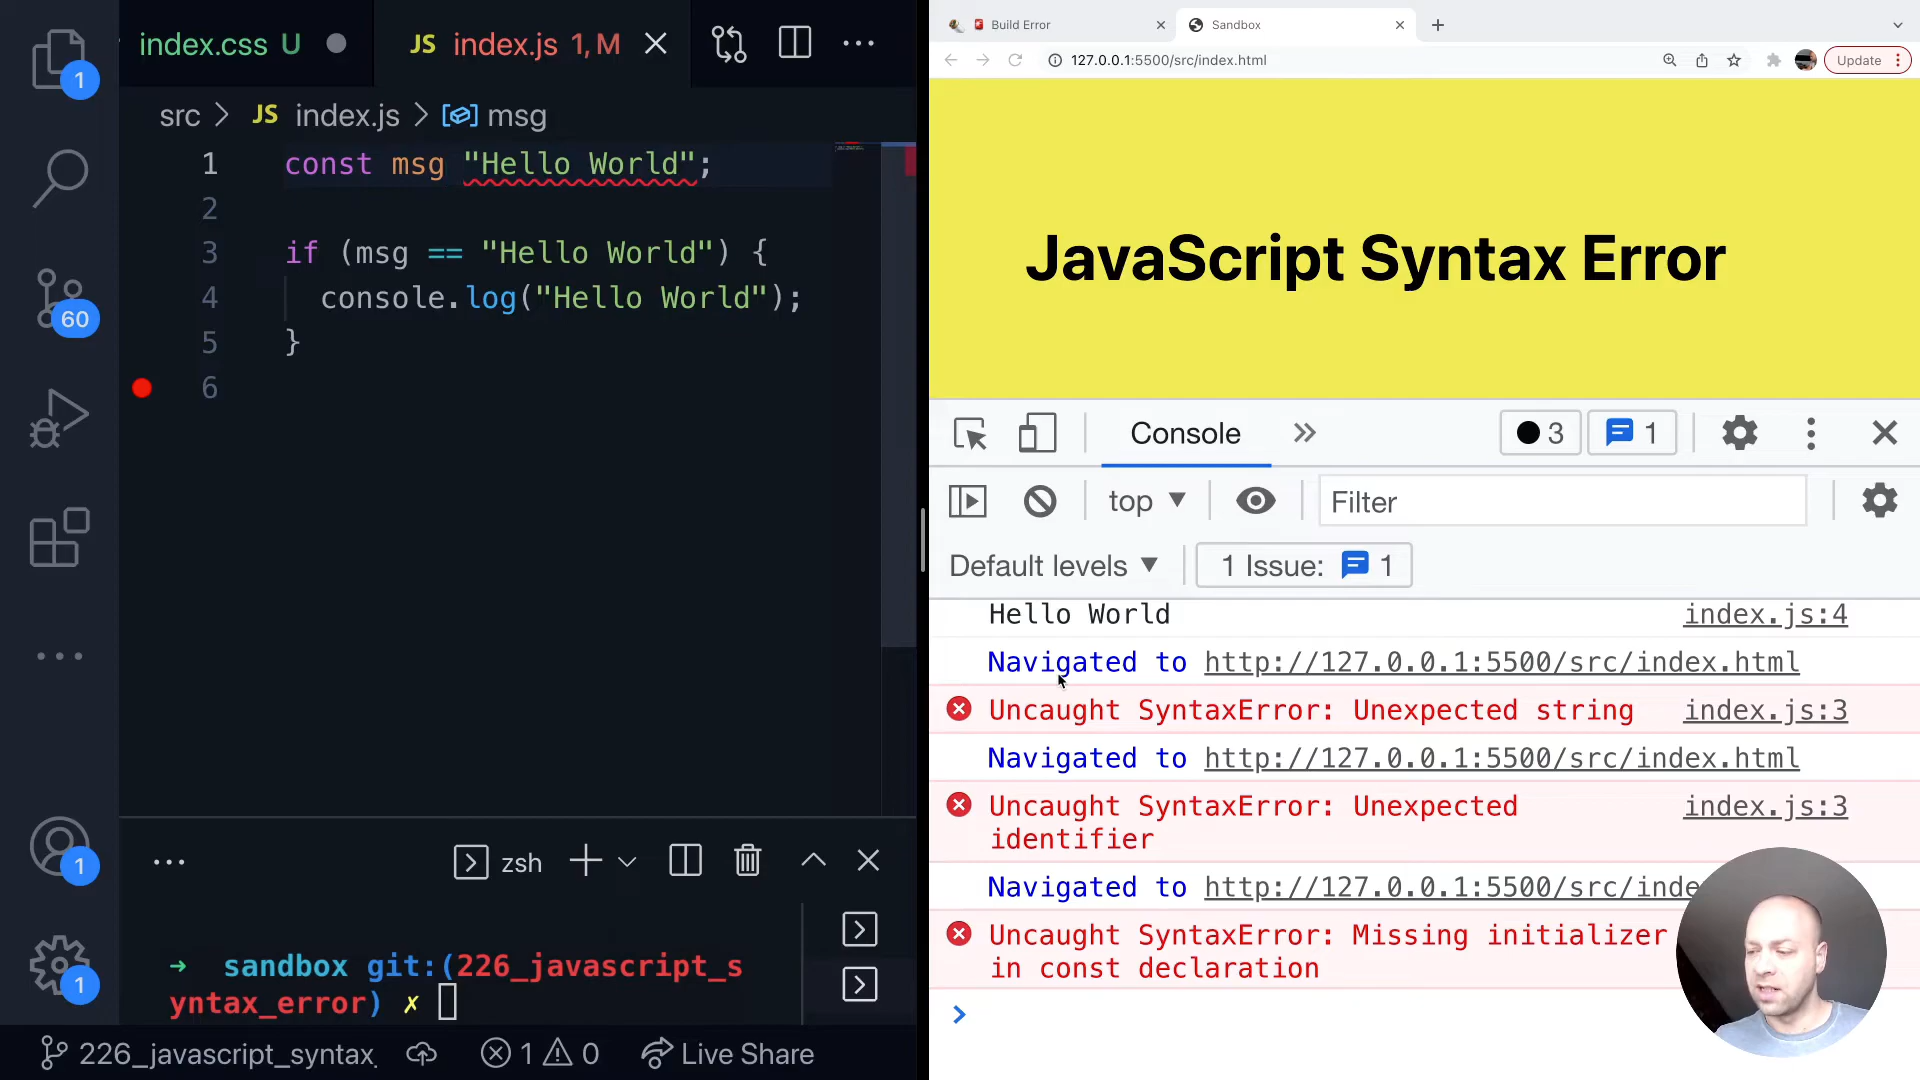 index.css U
JS index.js 1, M
src > JS index.js > msg
1 const msg "Hello World";
2
3 if (msg == "Hello World") {
4 console.log("Hello World");
5 }
6
1
60
1
1
zsh
→ sandbox git:(226_javascript_s
yntax_error) ✗
226_javascript_syntax
1 0
Live Share
Build Error
Sandbox
127.0.0.1:5500/src/index.html
Update
JavaScript Syntax Error
Console
3
1
top
Filter
Default levels
1 Issue: 1
Hello World index.js:4
Navigated to http://127.0.0.1:5500/src/index.html
Uncaught SyntaxError: Unexpected string index.js:3
Navigated to http://127.0.0.1:5500/src/index.html
Uncaught SyntaxError: Unexpected index.js:3
identifier
Navigated to http://127.0.0.1:5500/src/inde
Uncaught SyntaxError: Missing initializer
in const declaration